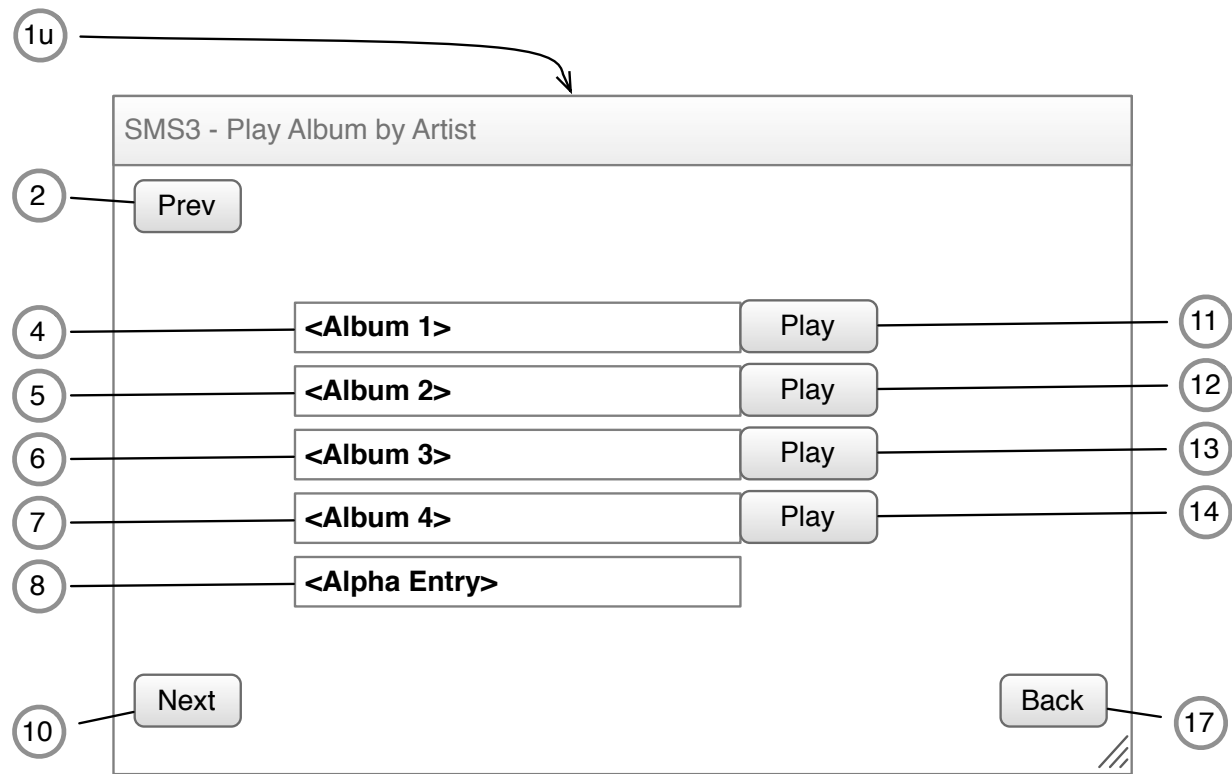 1u
SMS3 - Play Album by Artist
2
Prev
4
<Album 1>
Play
11
5
<Album 2>
Play
12
6
<Album 3>
Play
13
7
<Album 4>
Play
14
8
<Alpha Entry>
10
Next
Back
17